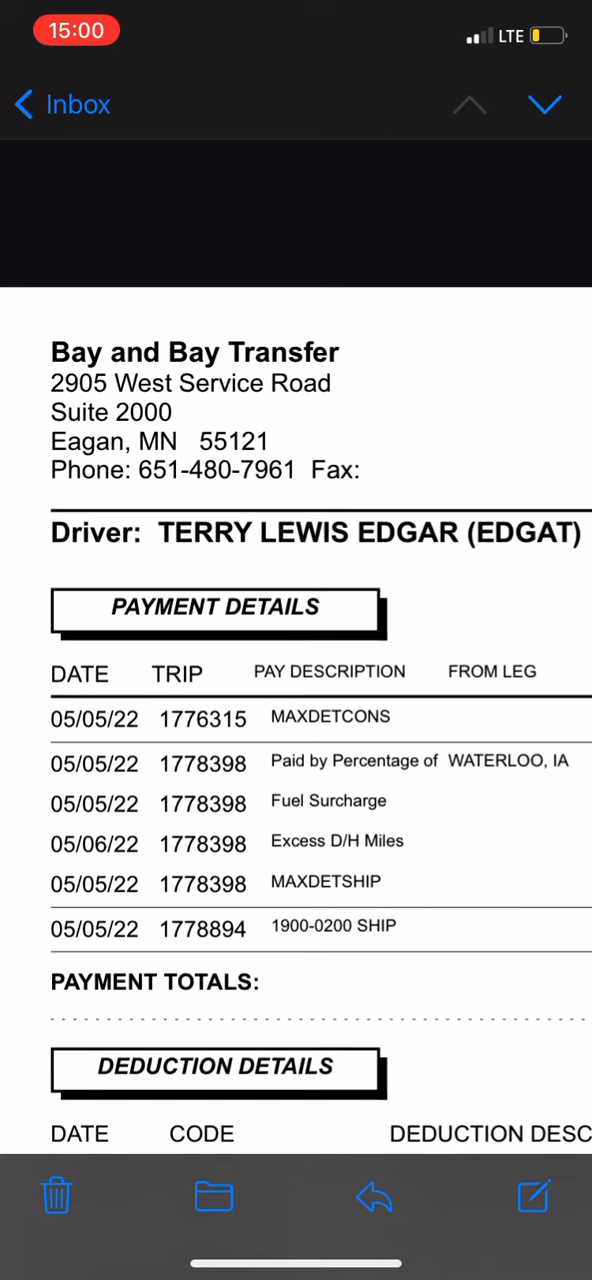 15:00 LTE
Inbox
Bay and Bay Transfer
2905 West Service Road
Suite 2000
Eagan, MN 55121
Phone: 651-480-7961 Fax:
Driver: TERRY LEWIS EDGAR (EDGAT)
PAYMENT DETAILS
DATE TRIP PAY DESCRIPTION FROM LEG
05/05/22 1776315 MAXDETCONS
05/05/22 1778398 Paid by Percentage of WATERLOO, IA
05/05/22 1778398 Fuel Surcharge
05/06/22 1778398 Excess D/H Miles
05/05/22 1778398 MAXDETSHIP
05/05/22 1778894 1900-0200 SHIP
PAYMENT TOTALS:
DEDUCTION DETAILS
DATE CODE DEDUCTION DESC